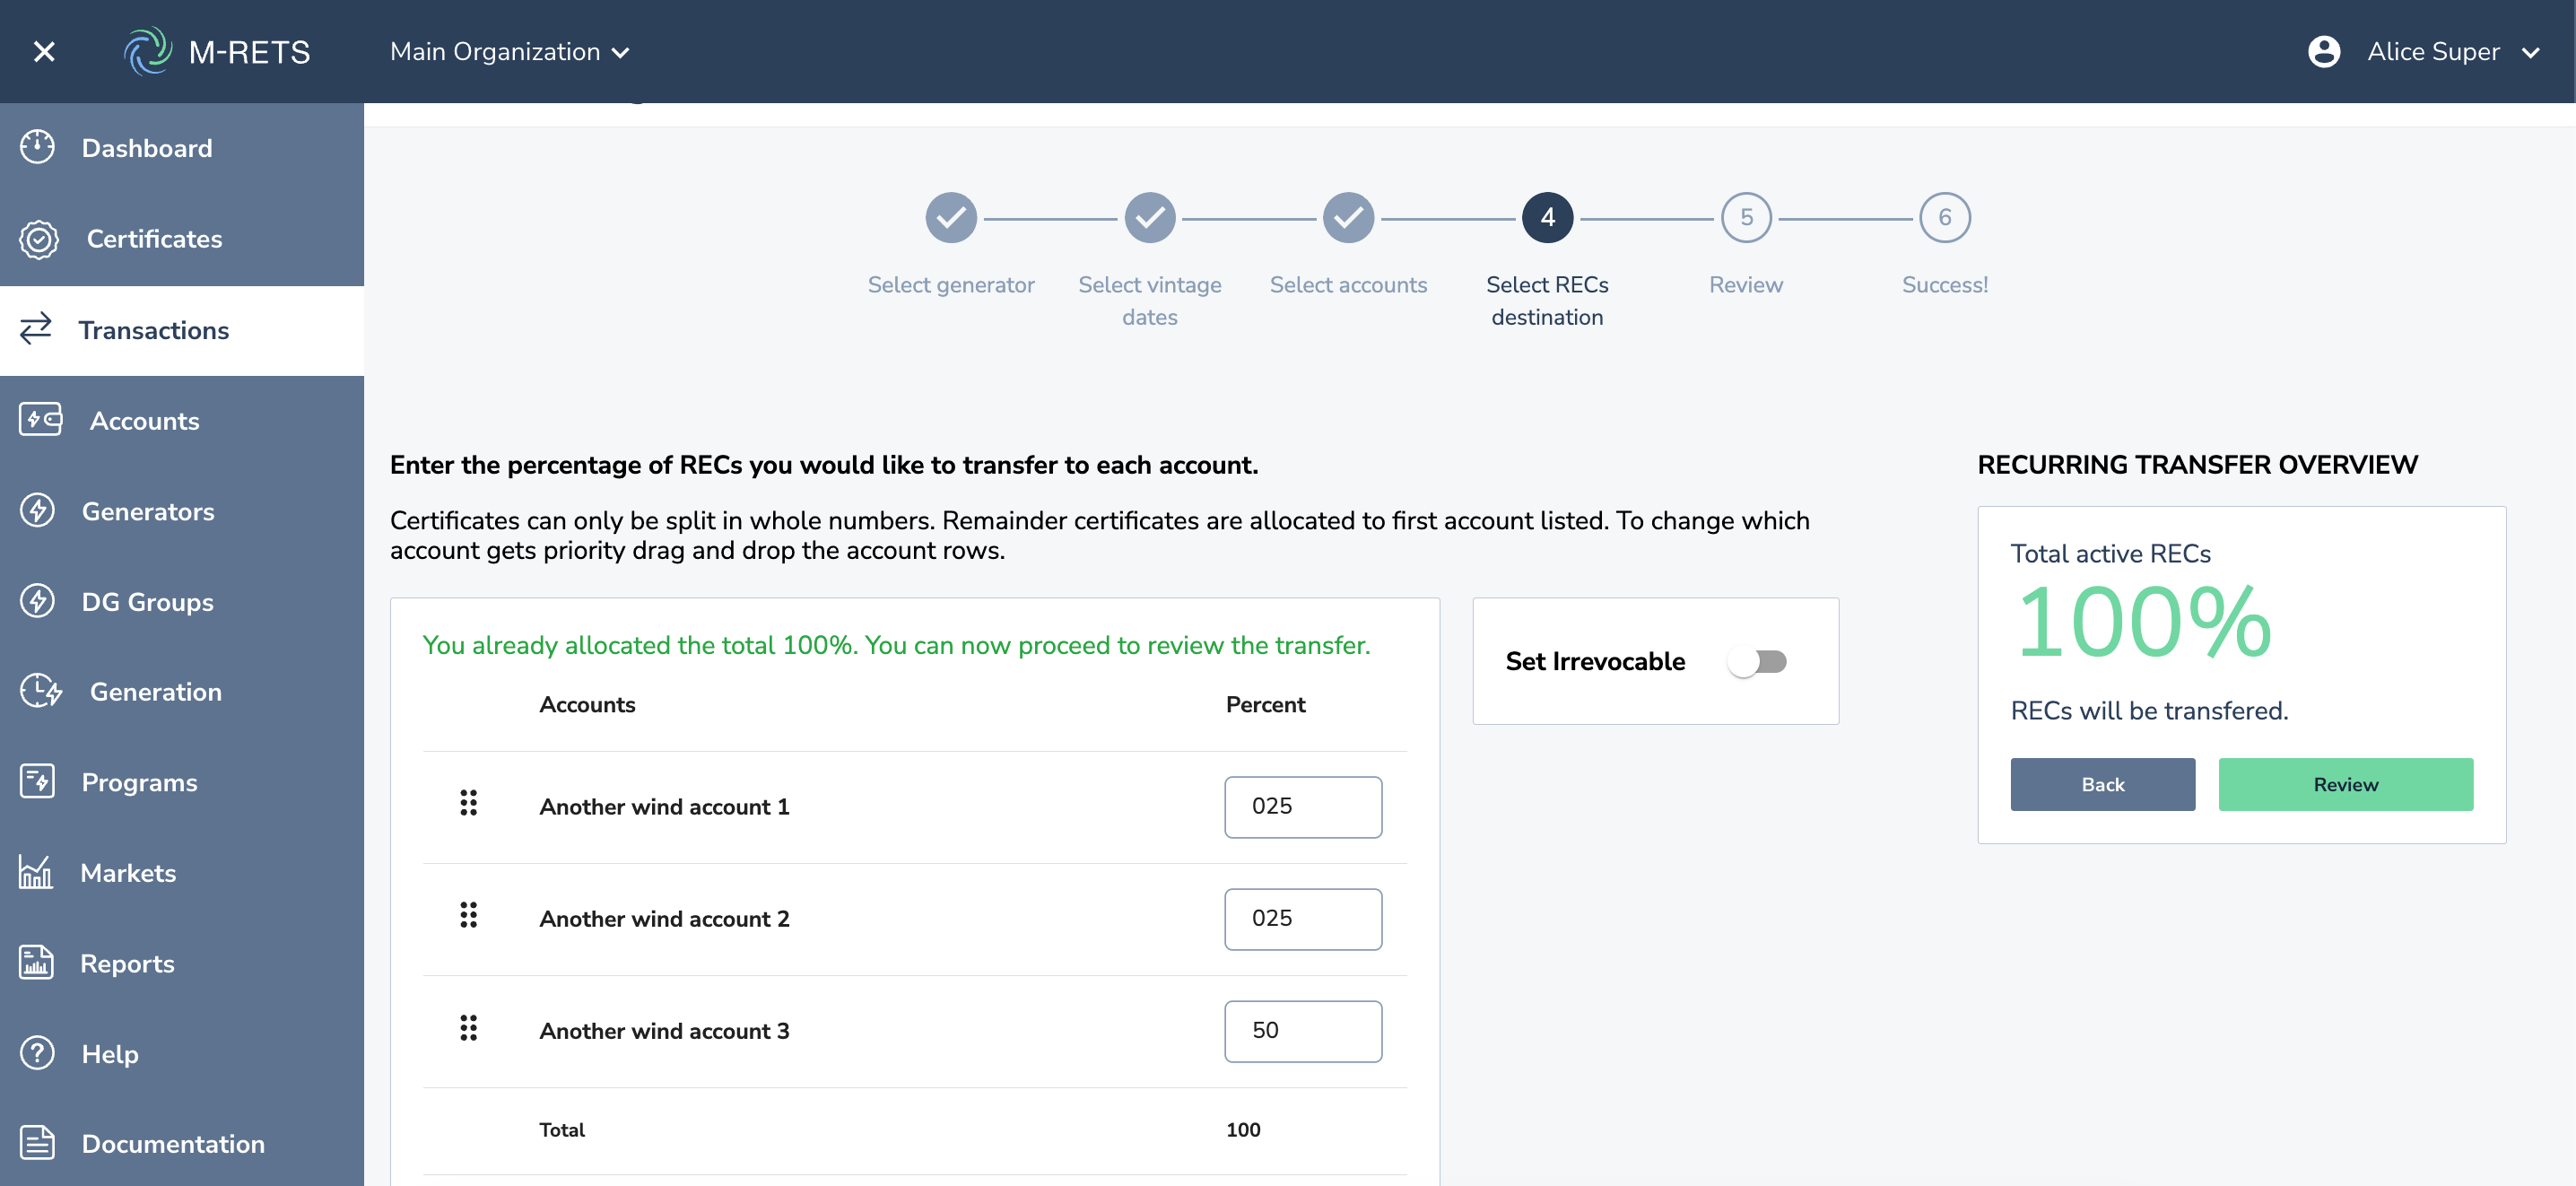 M-RETS
Main Organization
Alice Super
Dashboard
Certificates
Transactions
Accounts
Generators
DG Groups
Generation
Programs
Markets
Reports
Help
Documentation
4
5
6
Select generator
Select vintage
dates
Select accounts
Select RECs
destination
Review
Success!
Enter the percentage of RECs you would like to transfer to each account.
Certificates can only be split in whole numbers. Remainder certificates are allocated to first account listed. To change which
account gets priority drag and drop the account rows.
You already allocated the total 100%. You can now proceed to review the transfer.
Accounts Percent
Another wind account 1 025
Another wind account 2 025
Another wind account 3 50
Total 100
Set Irrevocable
RECURRING TRANSFER OVERVIEW
Total active RECs
100%
RECs will be transfered.
Back
Review